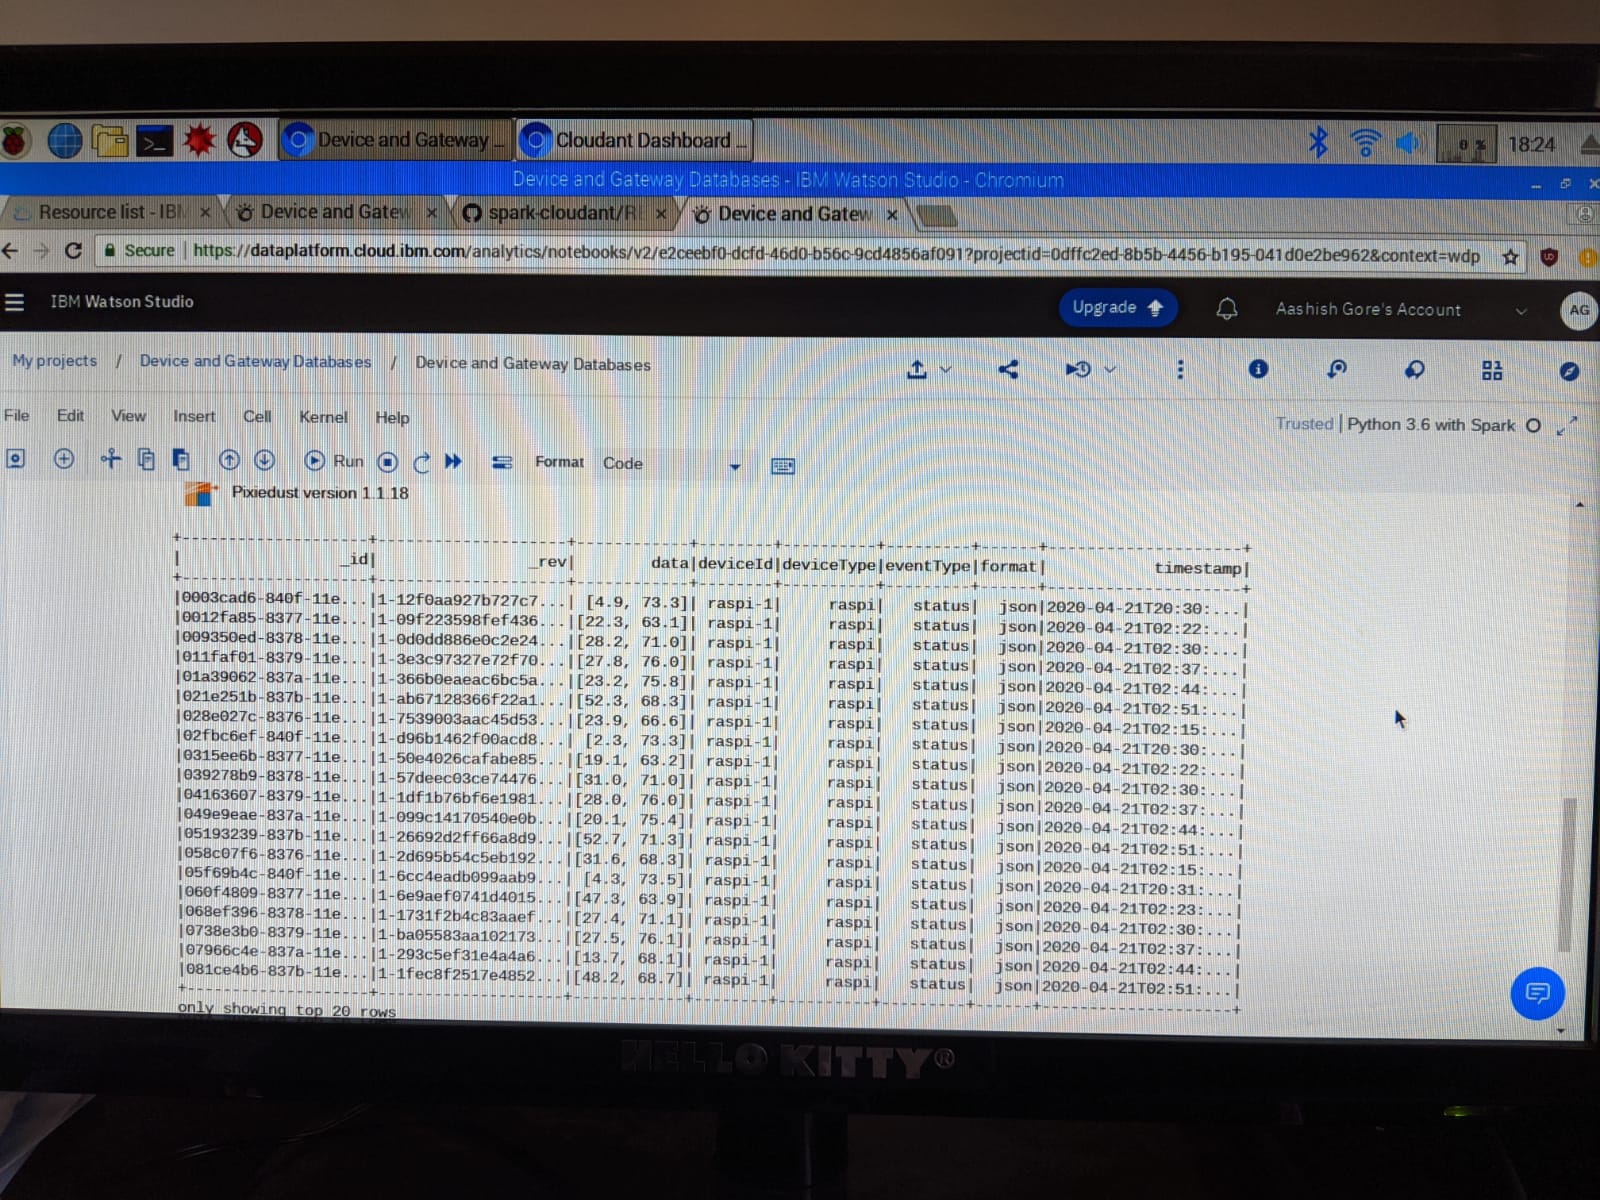 Device and Gateway ...
Cloudant Dashboard ...
0 %
18:24
Device and Gateway Databases - IBM Watson Studio - Chromium
Resource list - IBM
Device and Gatew
spark-cloudant/RE
Device and Gatew
Secure | https://dataplatform.cloud.ibm.com/analytics/notebooks/v2/e2ceebf0-dcfd-46d0-b56c-9cd4856af091?projectid=0dffc2ed-8b5b-4456-b195-041d0e2be962&context=wdp
IBM Watson Studio
Upgrade
Aashish Gore's Account
AG
My projects / Device and Gateway Databases / Device and Gateway Databases
File Edit View Insert Cell Kernel Help
Trusted | Python 3.6 with Spark
Run
Format
Code
Pixiedust version 1.1.18
| _id| _rev| data|deviceId|deviceType|eventType|format| timestamp|
|0003cad6-840f-11e...|1-12f0aa927b727c7...| [4.9, 73.3]| raspi-1| raspi| status| json|2020-04-21T20:30:...|
|0012fa85-8377-11e...|1-09f223598fef436...|[22.3, 63.1]| raspi-1| raspi| status| json|2020-04-21T02:22:...|
|009350ed-8378-11e...|1-0d0dd886e0c2e24...|[28.2, 71.0]| raspi-1| raspi| status| json|2020-04-21T02:30:...|
|011faf01-8379-11e...|1-3e3c97327e72f70...|[27.8, 76.0]| raspi-1| raspi| status| json|2020-04-21T02:37:...|
|01a39062-837a-11e...|1-366b0eaeac6bc5a...|[23.2, 75.8]| raspi-1| raspi| status| json|2020-04-21T02:44:...|
|021e251b-837b-11e...|1-ab67128366f22a1...|[52.3, 68.3]| raspi-1| raspi| status| json|2020-04-21T02:51:...|
|028e027c-8376-11e...|1-7539003aac45d53...|[23.9, 66.6]| raspi-1| raspi| status| json|2020-04-21T02:15:...|
|02fbc6ef-840f-11e...|1-d96b1462f00acd8...| [2.3, 73.3]| raspi-1| raspi| status| json|2020-04-21T20:30:...|
|0315ee6b-8377-11e...|1-50e4026cafabe85...|[19.1, 63.2]| raspi-1| raspi| status| json|2020-04-21T02:22:...|
|039278b9-8378-11e...|1-57deec03ce74476...|[31.0, 71.0]| raspi-1| raspi| status| json|2020-04-21T02:30:...|
|04163607-8379-11e...|1-1df1b76bf6e1981...|[28.0, 76.0]| raspi-1| raspi| status| json|2020-04-21T02:37:...|
|049e9eae-837a-11e...|1-099c14170540e0b...|[20.1, 75.4]| raspi-1| raspi| status| json|2020-04-21T02:44:...|
|05193239-837b-11e...|1-26692d2ff66a8d9...|[52.7, 71.3]| raspi-1| raspi| status| json|2020-04-21T02:51:...|
|058c07f6-8376-11e...|1-2d695b54c5eb192...|[31.6, 68.3]| raspi-1| raspi| status| json|2020-04-21T02:15:...|
|05f69b4c-840f-11e...|1-6cc4eadb099aab9...| [4.3, 73.5]| raspi-1| raspi| status| json|2020-04-21T20:31:...|
|060f4809-8377-11e...|1-6e9aef0741d4015...|[47.3, 63.9]| raspi-1| raspi| status| json|2020-04-21T02:23:...|
|068ef396-8378-11e...|1-1731f2b4c83aaef...|[27.4, 71.1]| raspi-1| raspi| status| json|2020-04-21T02:30:...|
|0738e3b0-8379-11e...|1-ba05583aa102173...|[27.5, 76.1]| raspi-1| raspi| status| json|2020-04-21T02:37:...|
|07966c4e-837a-11e...|1-293c5ef31e4a4a6...|[13.7, 68.1]| raspi-1| raspi| status| json|2020-04-21T02:44:...|
|081ce4b6-837b-11e...|1-1fec8f2517e4852...|[48.2, 68.7]| raspi-1| raspi| status| json|2020-04-21T02:51:...|
only showing top 20 rows
HELLO KITTY®